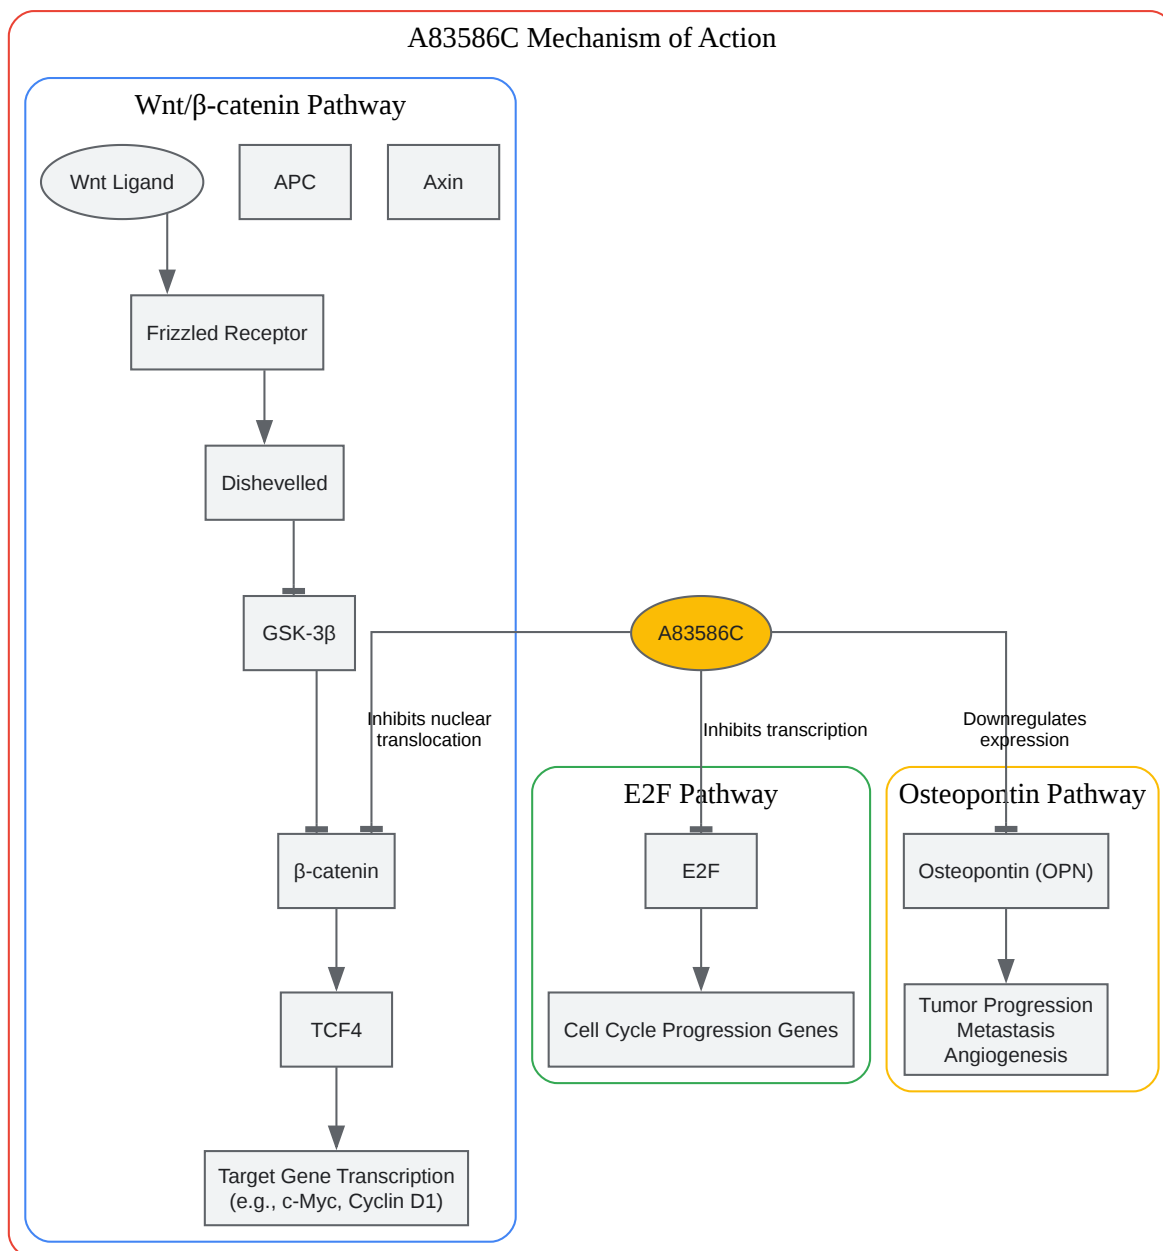 A83586C Mechanism of Action
Wnt/β-catenin Pathway
Wnt Ligand
APC
Axin
Frizzled Receptor
Dishevelled
GSK-3β
A83586C
Inhibits nuclear
translocation
Inhibits transcription
Downregulates
expression
E2F Pathway
Osteopontin Pathway
β-catenin
E2F
Osteopontin (OPN)
TCF4
Cell Cycle Progression Genes
Tumor Progression
Metastasis
Angiogenesis
Target Gene Transcription
(e.g., c-Myc, Cyclin D1)